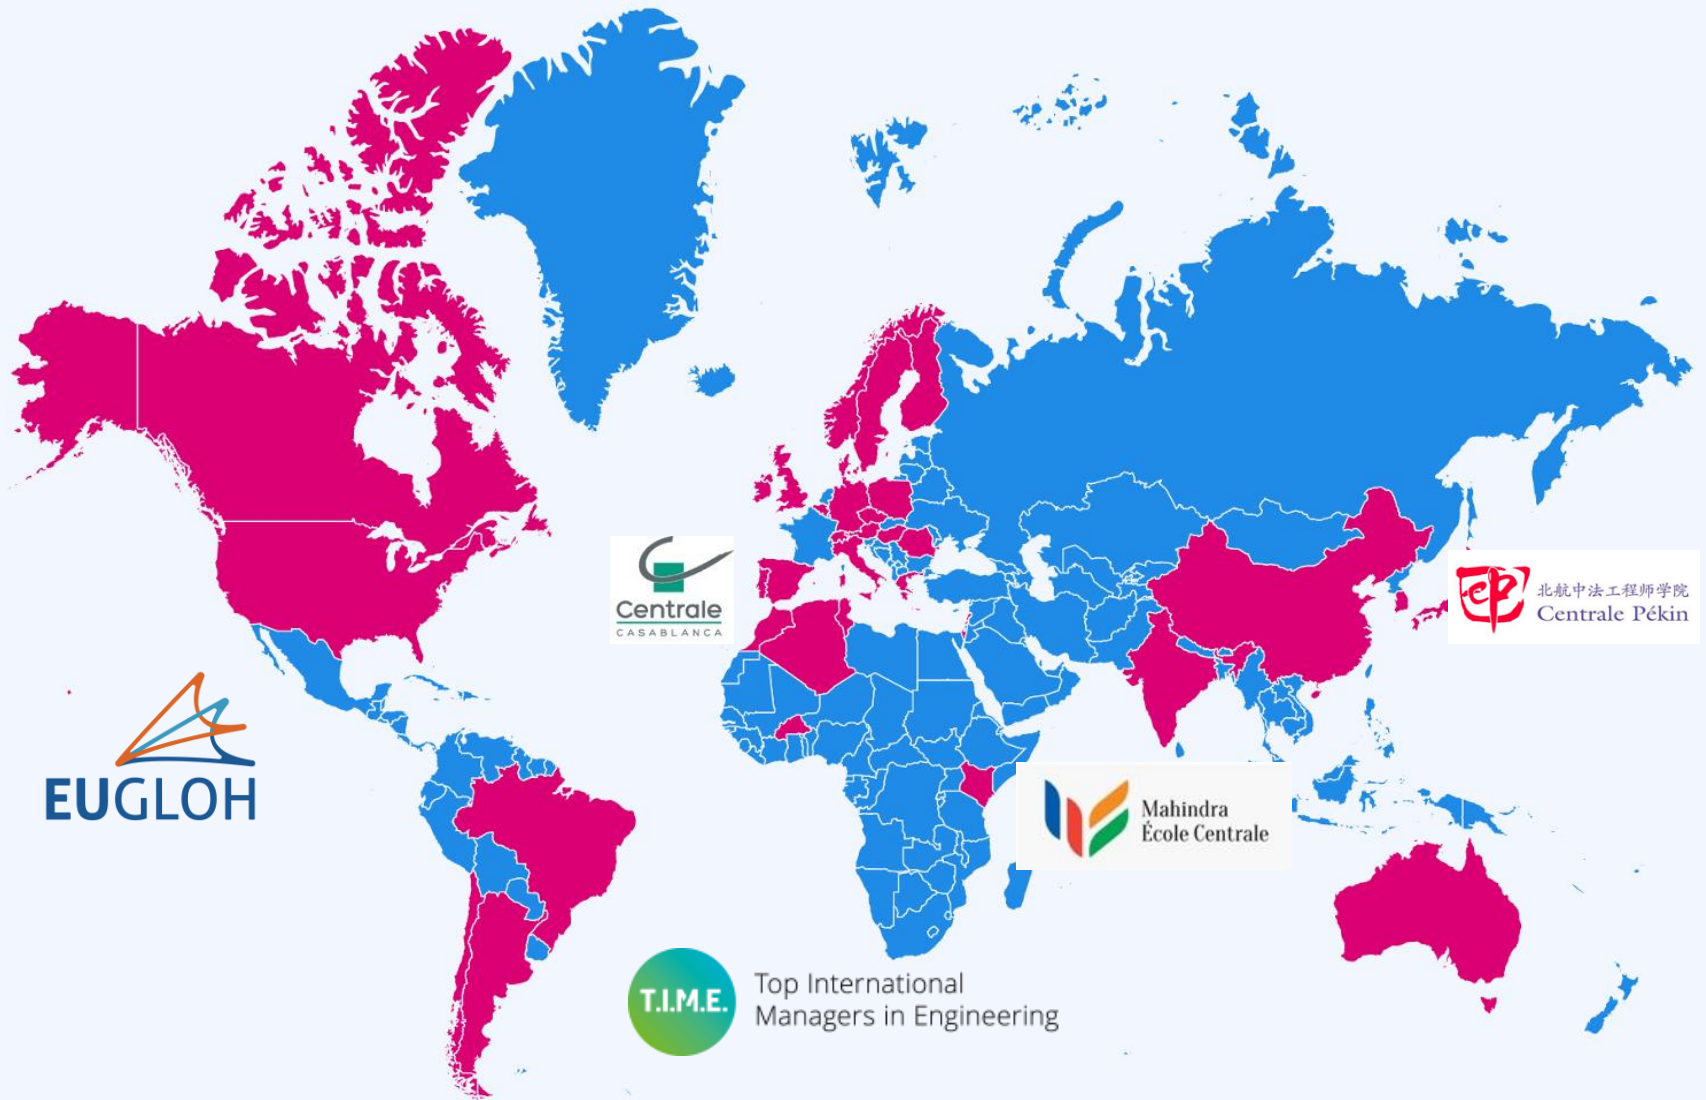 Centrale
CASABLANCA
ECP
北航中法工程师学院
Centrale Pékin
EUGLOH
Mahindra
École Centrale
T.I.M.E.
Top International
Managers in Engineering